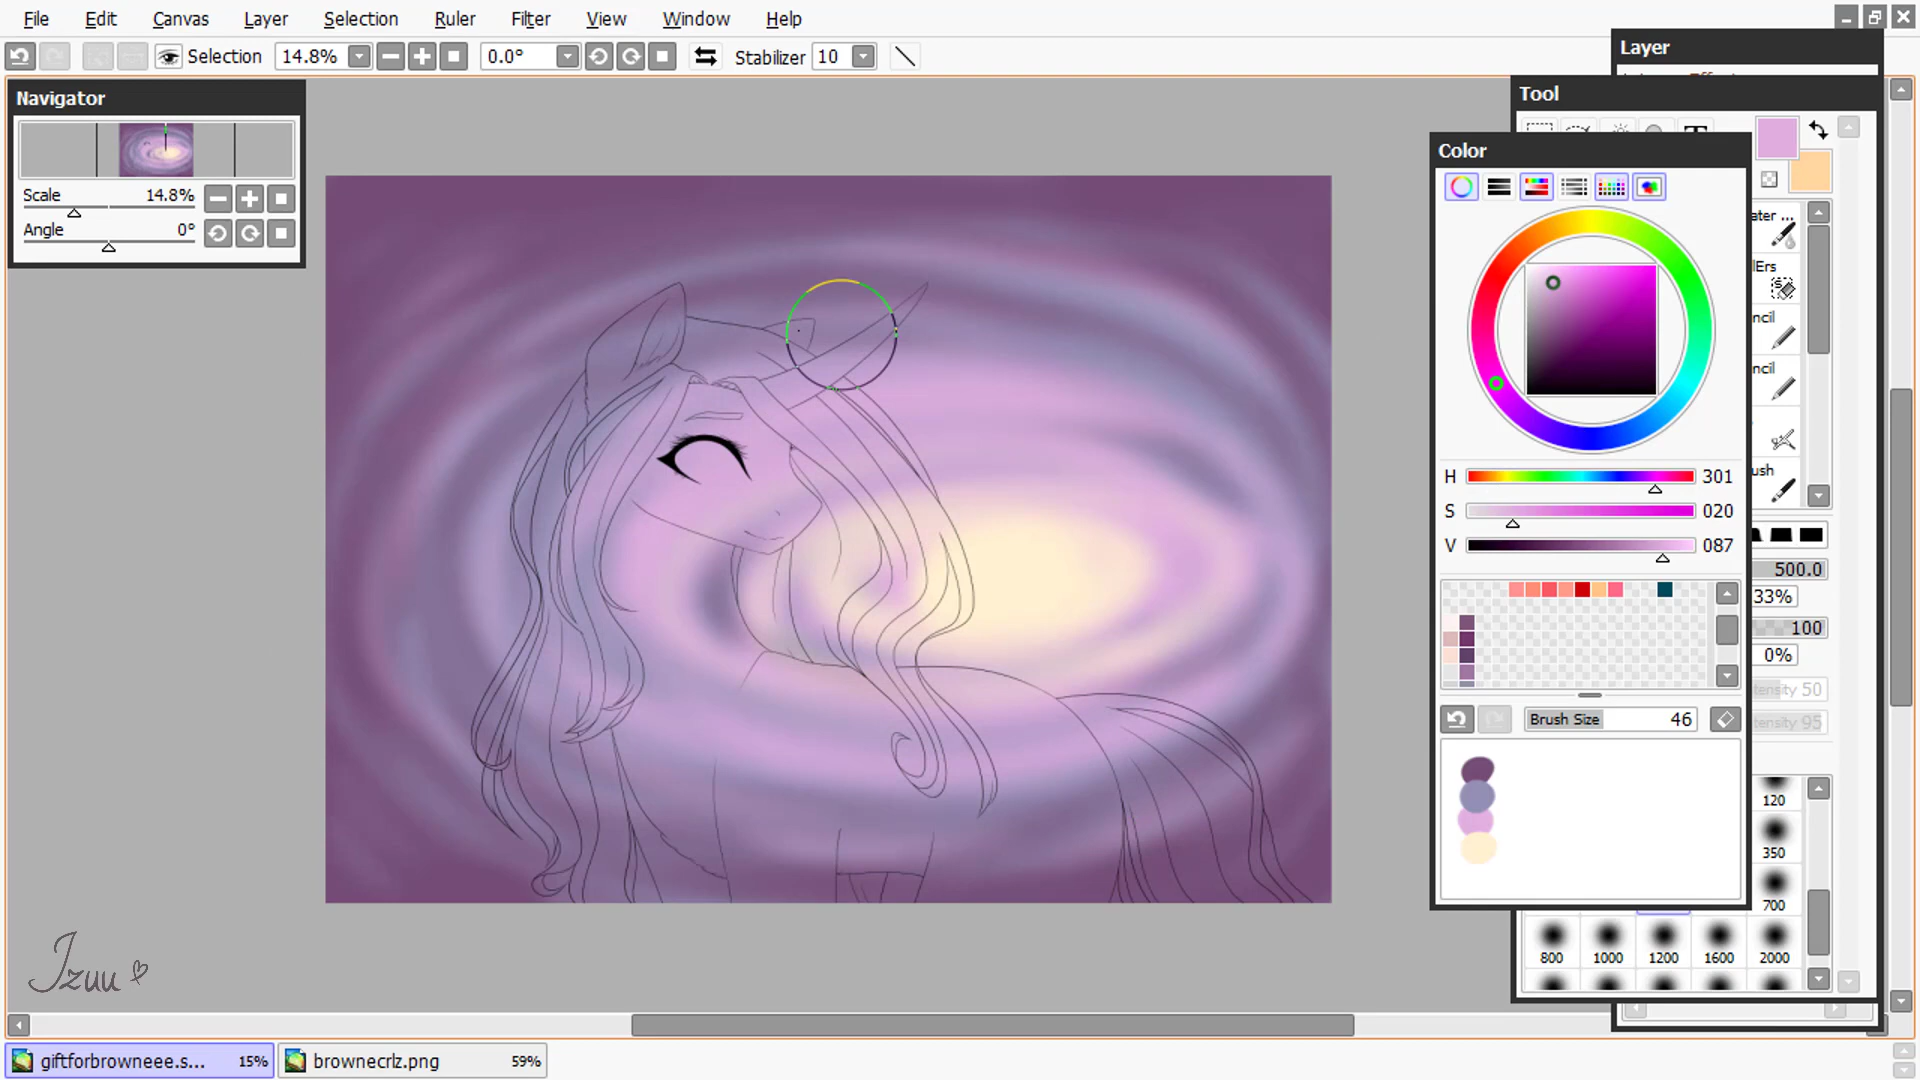 File Edit Canvas Layer Selection Ruler Filter View Window Help
Selection 14.8% 0.0° Stabilizer 10
Layer
Navigator
Tool
Color
Scale 14.8%
Angle 0°
ater ...
H 301
S 020
V 087
500.0
33%
100
0%
tensity 50
Brush Size 46
tensity 95
120
350
700
800 1000 1200 1600 2000
Izuu
giftforbrowneee.s... 15% brownecrlz.png 59%